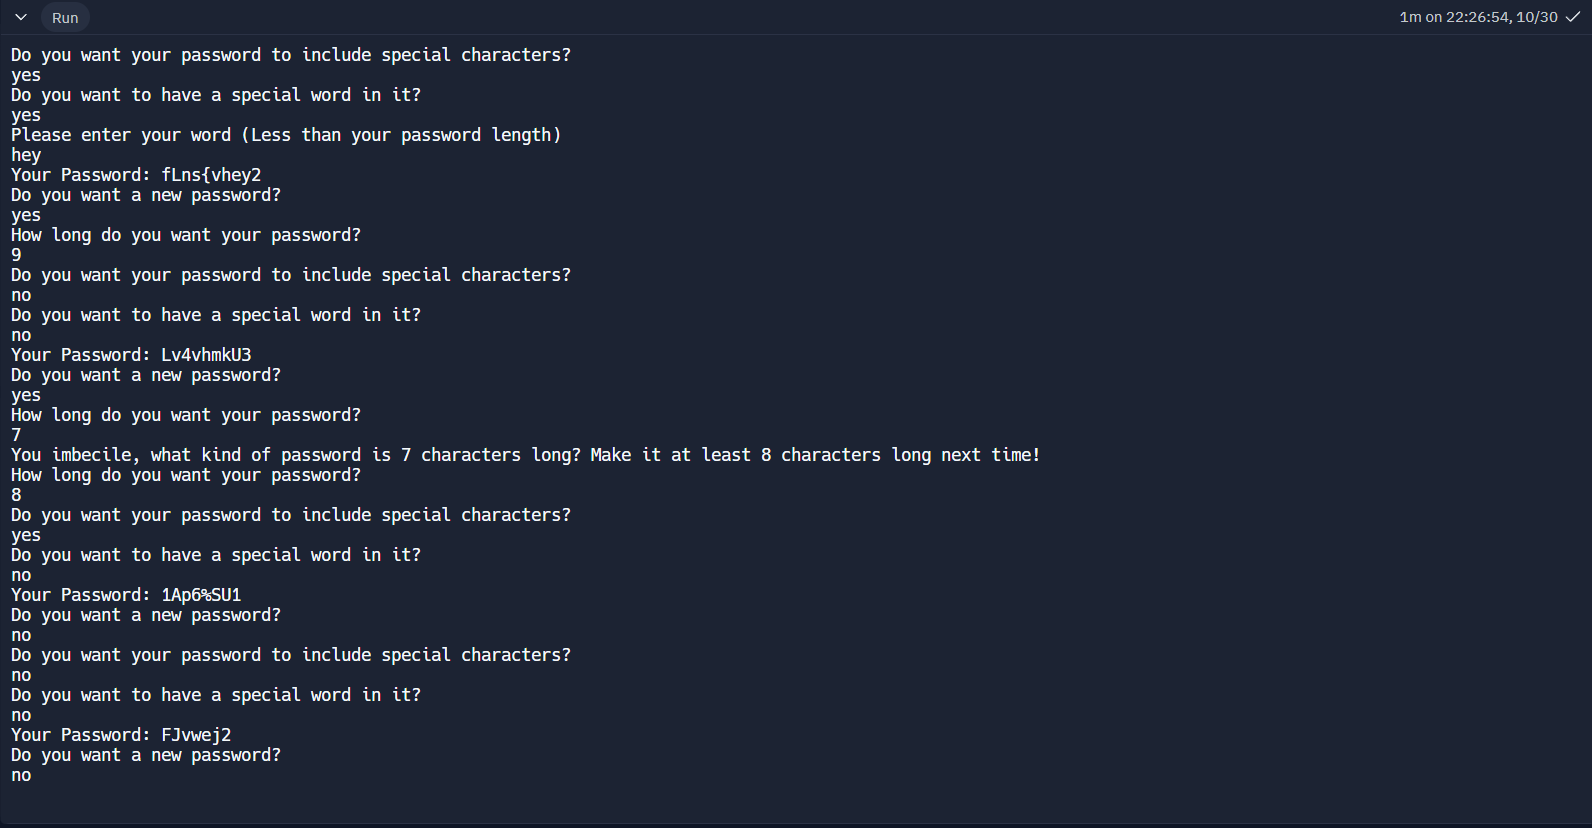 Run
1m on 22:26:54, 10/30
Do you want your password to include special characters?
yes
Do you want to have a special word in it?
yes
Please enter your word (Less than your password length)
hey
Your Password: fLns{vhey2
Do you want a new password?
yes
How long do you want your password?
9
Do you want your password to include special characters?
no
Do you want to have a special word in it?
no
Your Password: Lv4vhmkU3
Do you want a new password?
yes
How long do you want your password?
7
You imbecile, what kind of password is 7 characters long? Make it at least 8 characters long next time!
How long do you want your password?
8
Do you want your password to include special characters?
yes
Do you want to have a special word in it?
no
Your Password: 1Ap6%SU1
Do you want a new password?
no
Do you want your password to include special characters?
no
Do you want to have a special word in it?
no
Your Password: FJvwej2
Do you want a new password?
no